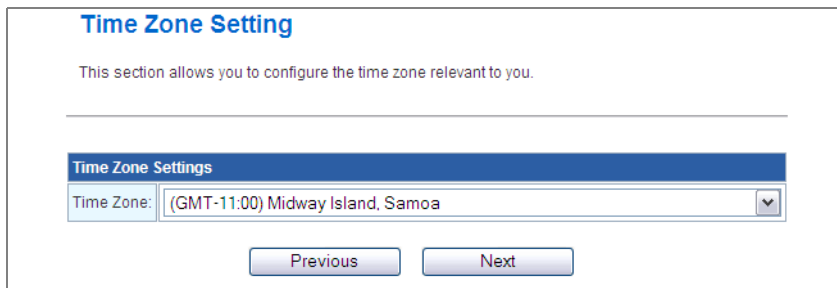 Time Zone Setting
This section allows you to configure the time zone relevant to you.
Time Zone Settings
Time Zone: (GMT-11:00) Midway Island, Samoa
Previous Next